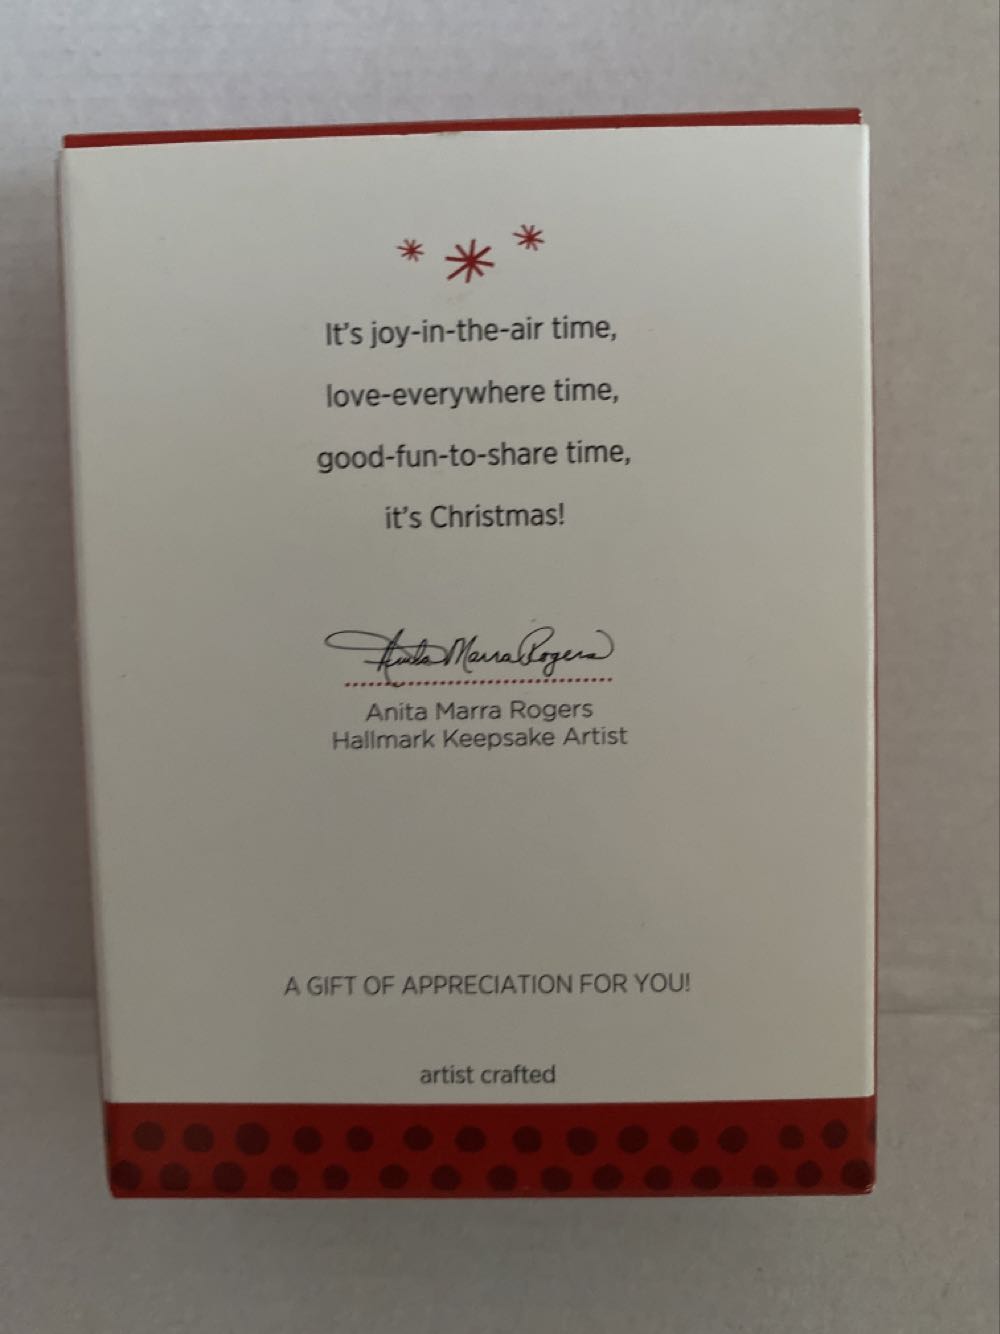 It's joy-in-the-air time,
love-everywhere time,
good-fun-to-share time,
it's Christmas!
Anita Marra Rogers
Anita Marra Rogers
Hallmark Keepsake Artist
A GIFT OF APPRECIATION FOR YOU!
artist crafted